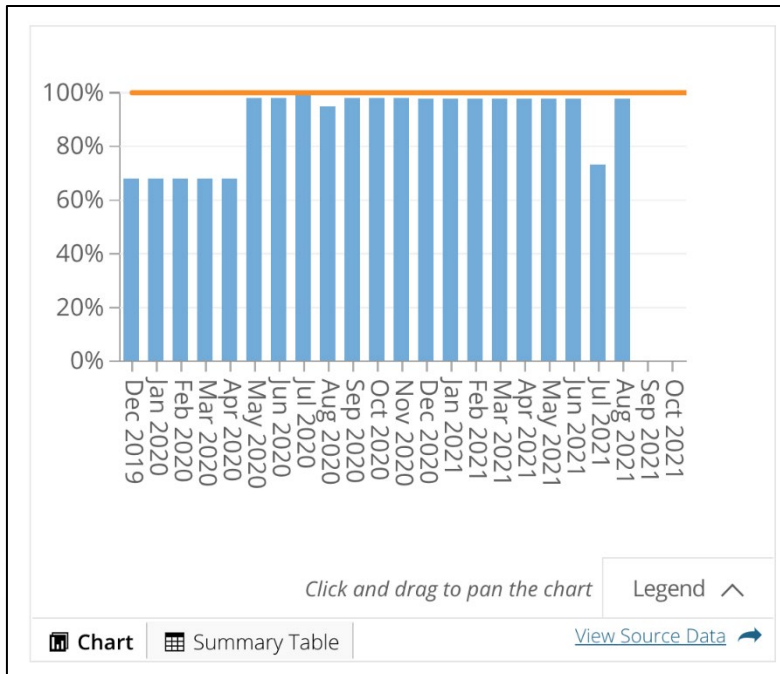 100%
80%
60%
40%
20%
0%
Dec 2019
Jan 2020
Feb 2020
Mar 2020
Apr 2020
May 2020
Jun 2020
Jul 2020
Aug 2020
Sep 2020
Oct 2020
Nov 2020
Dec 2020
Jan 2021
Feb 2021
Mar 2021
Apr 2021
May 2021
Jun 2021
Jul 2021
Aug 2021
Sep 2021
Oct 2021
Click and drag to pan the chart
Legend
Chart
Summary Table
View Source Data